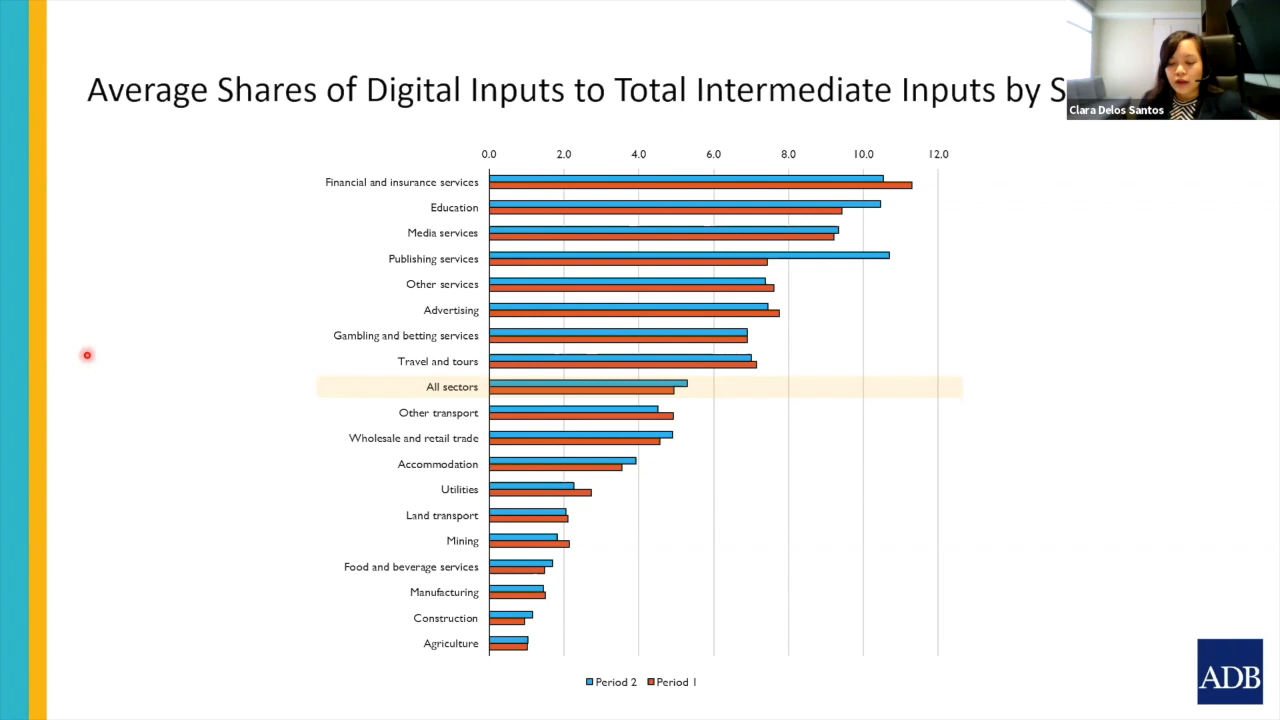 Average Shares of Digital Inputs to Total Intermediate Inputs by S
Clara Delos Santos
0.0 2.0 4.0 6.0 8.0 10.0 12.0
Financial and insurance services
Education
Media services
Publishing services
Other services
Advertising
Gambling and betting services
Travel and tours
All sectors
Other transport
Wholesale and retail trade
Accommodation
Utilities
Land transport
Mining
Food and beverage services
Manufacturing
Construction
Agriculture
Period 2 Period 1
ADB